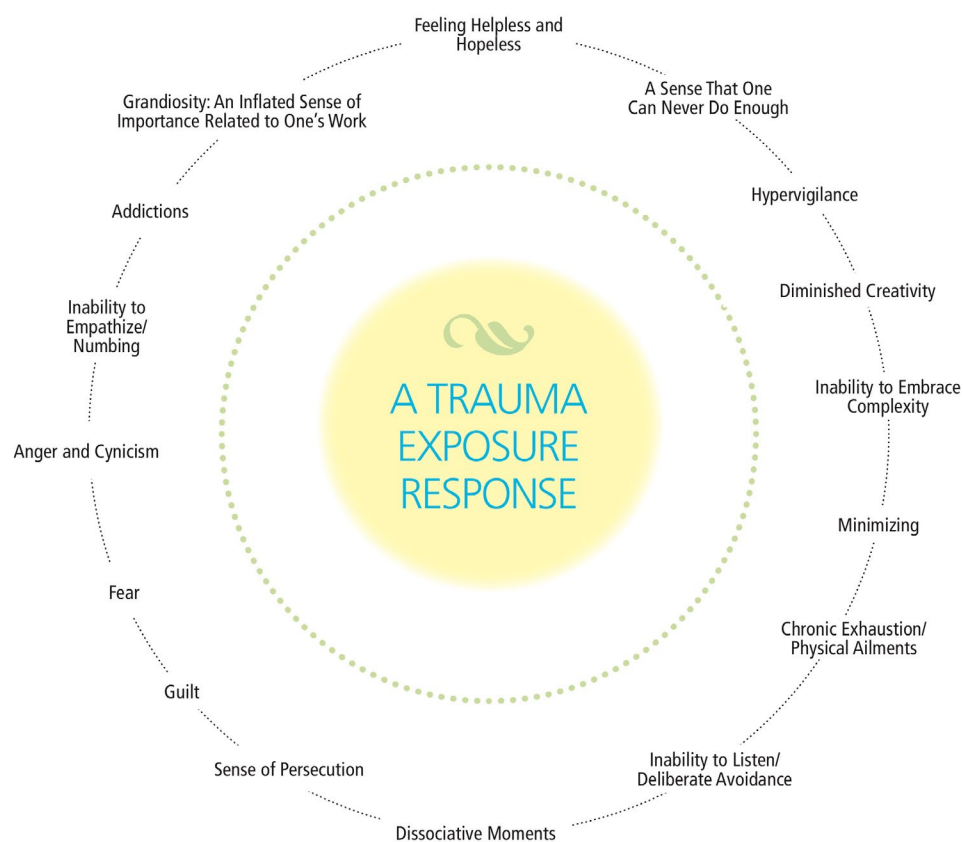 Feeling Helpless and
Hopeless
A Sense That One
Can Never Do Enough
Hypervigilance
Diminished Creativity
Inability to Embrace
Complexity
Minimizing
Chronic Exhaustion/
Physical Ailments
Inability to Listen/
Deliberate Avoidance
Dissociative Moments
Sense of Persecution
Guilt
Fear
Anger and Cynicism
Inability to
Empathize/
Numbing
Addictions
Grandiosity: An Inflated Sense of
Importance Related to One’s Work
A TRAUMA
EXPOSURE
RESPONSE